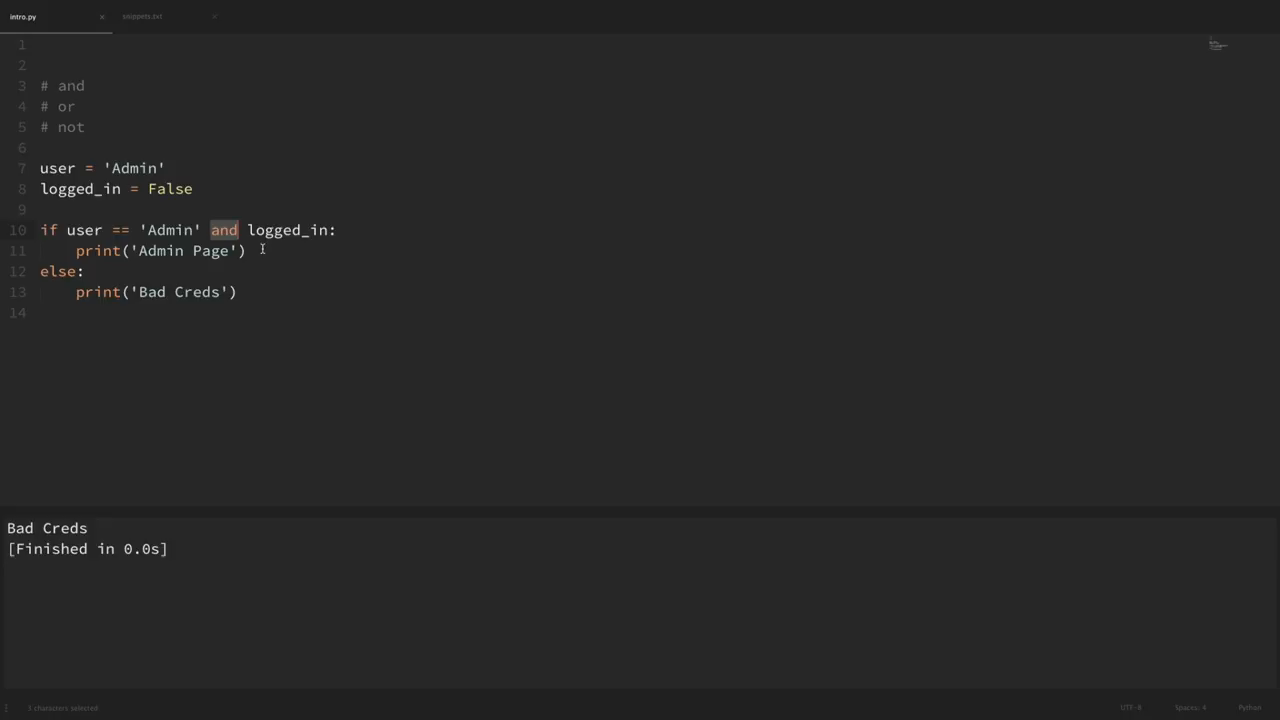 intro.py × snippets.txt ×
1
2
3 # and
4 # or
5 # not
6
7 user = 'Admin'
8 logged_in = False
9
10 if user == 'Admin' and logged_in:
11     print('Admin Page')
12 else:
13     print('Bad Creds')
14
Bad Creds
[Finished in 0.0s]
characters selected UTF-8 Spaces: 4 Python